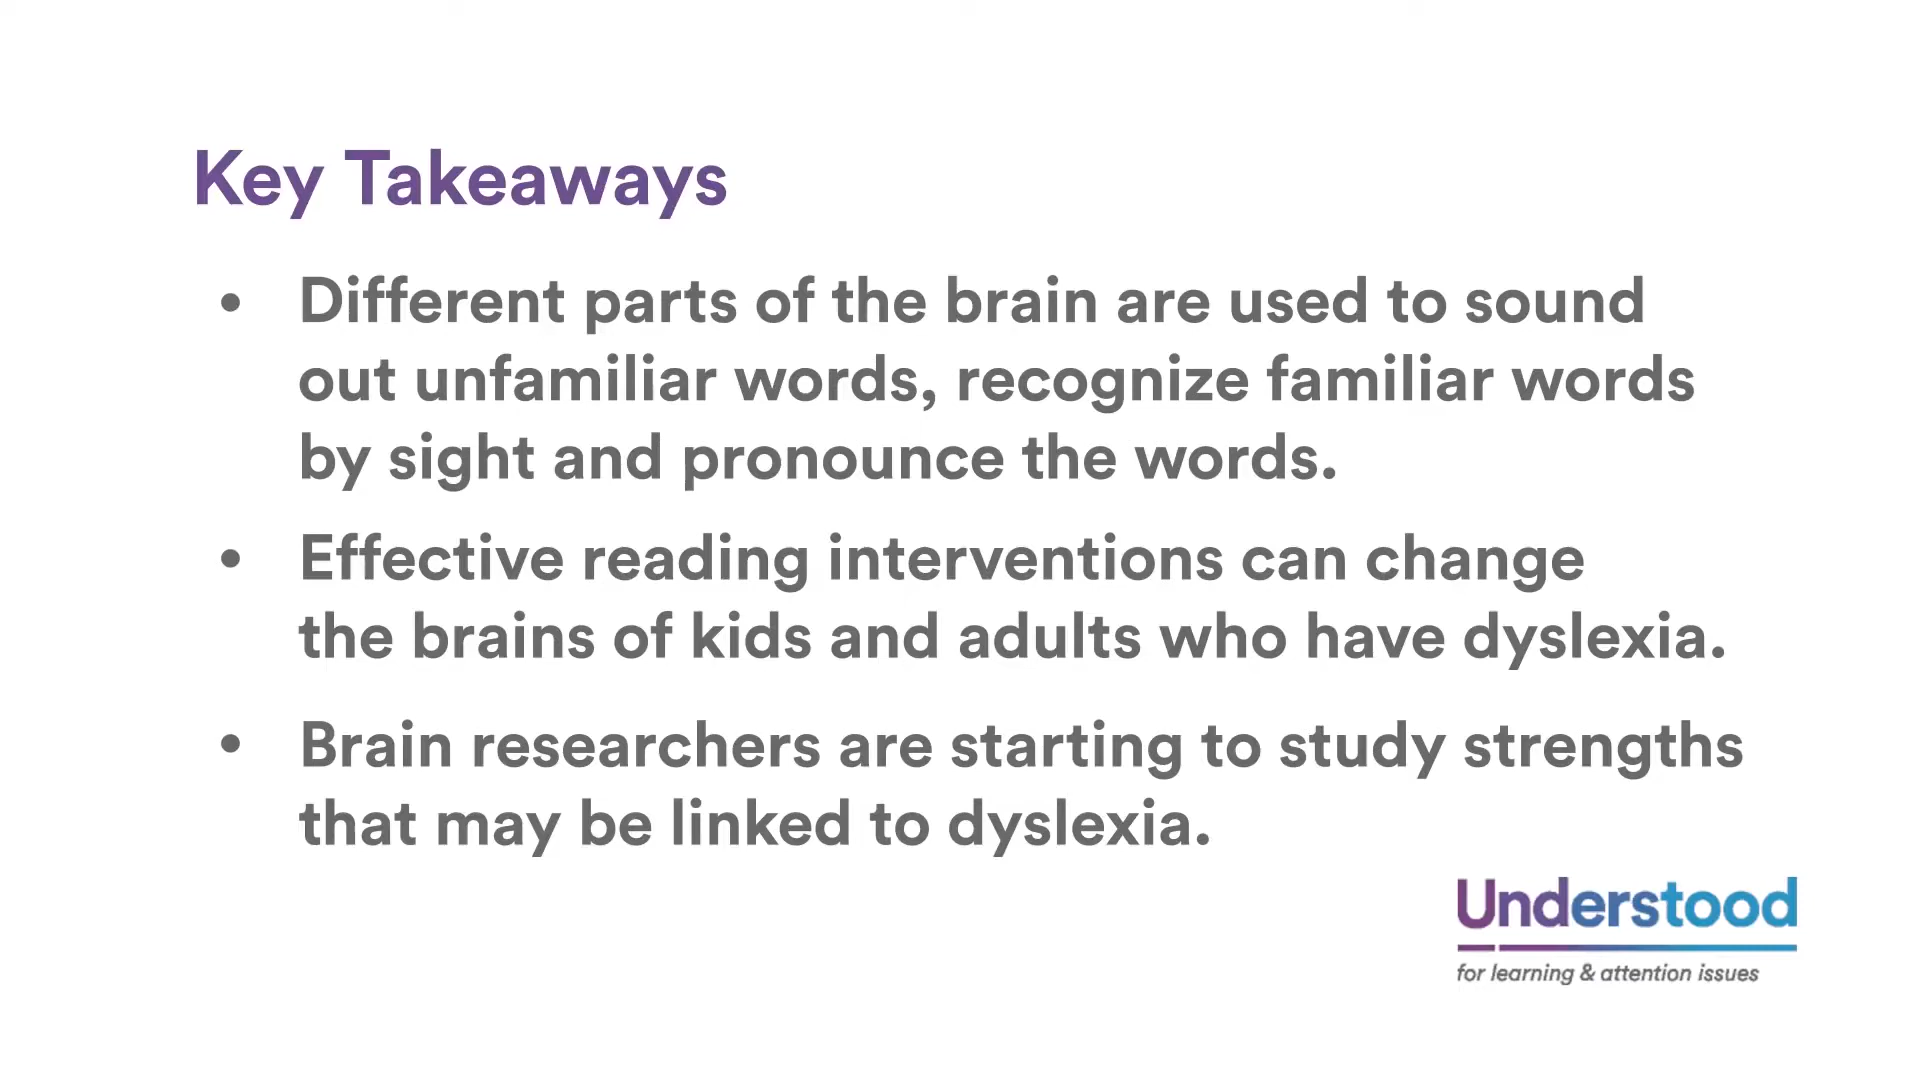 Key Takeaways
• Different parts of the brain are used to sound
out unfamiliar words, recognize familiar words
by sight and pronounce the words.
• Effective reading interventions can change
the brains of kids and adults who have dyslexia.
• Brain researchers are starting to study strengths
that may be linked to dyslexia.
Understood
for learning & attention issues